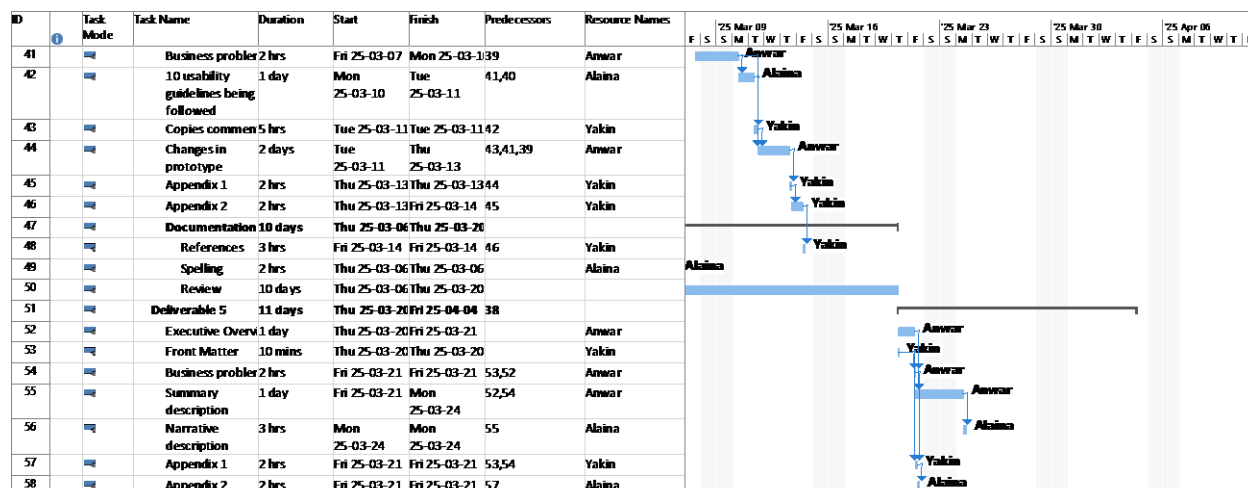 ID Task Mode Task Name Duration Start Finish Predecessors Resource Names '25 Mar 09 '25 Mar 16 '25 Mar 23 '25 Mar 30 '25 Apr 06
F S S M T W T F S S M T W T F S S M T W T F S S M T W T F S S M T W T F
41 Business probler 2 hrs Fri 25-03-07 Mon 25-03-1 39 Anwar Anwar
42 10 usability guidelines being followed 1 day Mon 25-03-10 Tue 25-03-11 41,40 Alaina Alaina
43 Copies commen 5 hrs Tue 25-03-11 Tue 25-03-11 42 Yakin Yakin
44 Changes in prototype 2 days Tue 25-03-11 Thu 25-03-13 43,41,39 Anwar Anwar
45 Appendix 1 2 hrs Thu 25-03-13 Thu 25-03-13 44 Yakin Yakin
46 Appendix 2 2 hrs Thu 25-03-13 Fri 25-03-14 45 Yakin Yakin
47 Documentation 10 days Thu 25-03-06 Thu 25-03-20
48 References 3 hrs Fri 25-03-14 Fri 25-03-14 46 Yakin Yakin
49 Spelling 2 hrs Thu 25-03-06 Thu 25-03-06 Alaina Alaina
50 Review 10 days Thu 25-03-06 Thu 25-03-20
51 Deliverable 5 11 days Thu 25-03-20 Fri 25-04-04 38
52 Executive Overv 1 day Thu 25-03-20 Fri 25-03-21 Anwar Anwar
53 Front Matter 10 mins Thu 25-03-20 Thu 25-03-20 Yakin Yakin
54 Business probler 2 hrs Fri 25-03-21 Fri 25-03-21 53,52 Anwar Anwar
55 Summary description 1 day Fri 25-03-21 Mon 25-03-24 52,54 Anwar Anwar
56 Narrative description 3 hrs Mon 25-03-24 Mon 25-03-24 55 Alaina Alaina
57 Appendix 1 2 hrs Fri 25-03-21 Fri 25-03-21 53,54 Yakin Yakin
58 Appendix 2 2 hrs Fri 25-03-21 Fri 25-03-21 57 Alaina Alaina